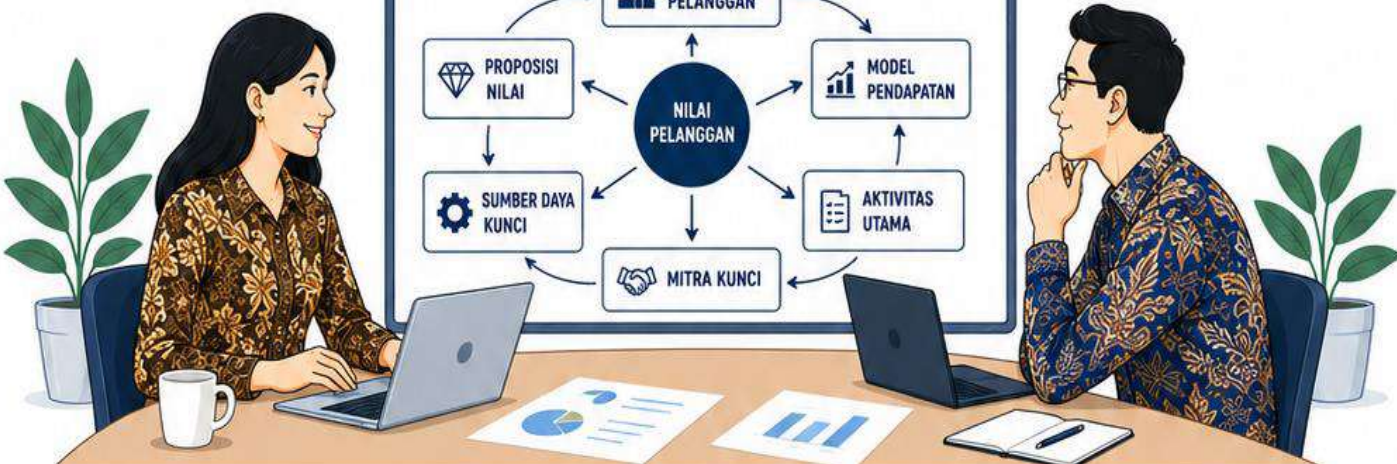 PELANGGAN
PROPOSISI
NILAI
MODEL
PENDAPATAN
NILAI
PELANGGAN
SUMBER DAYA
KUNCI
AKTIVITAS
UTAMA
MITRA KUNCI